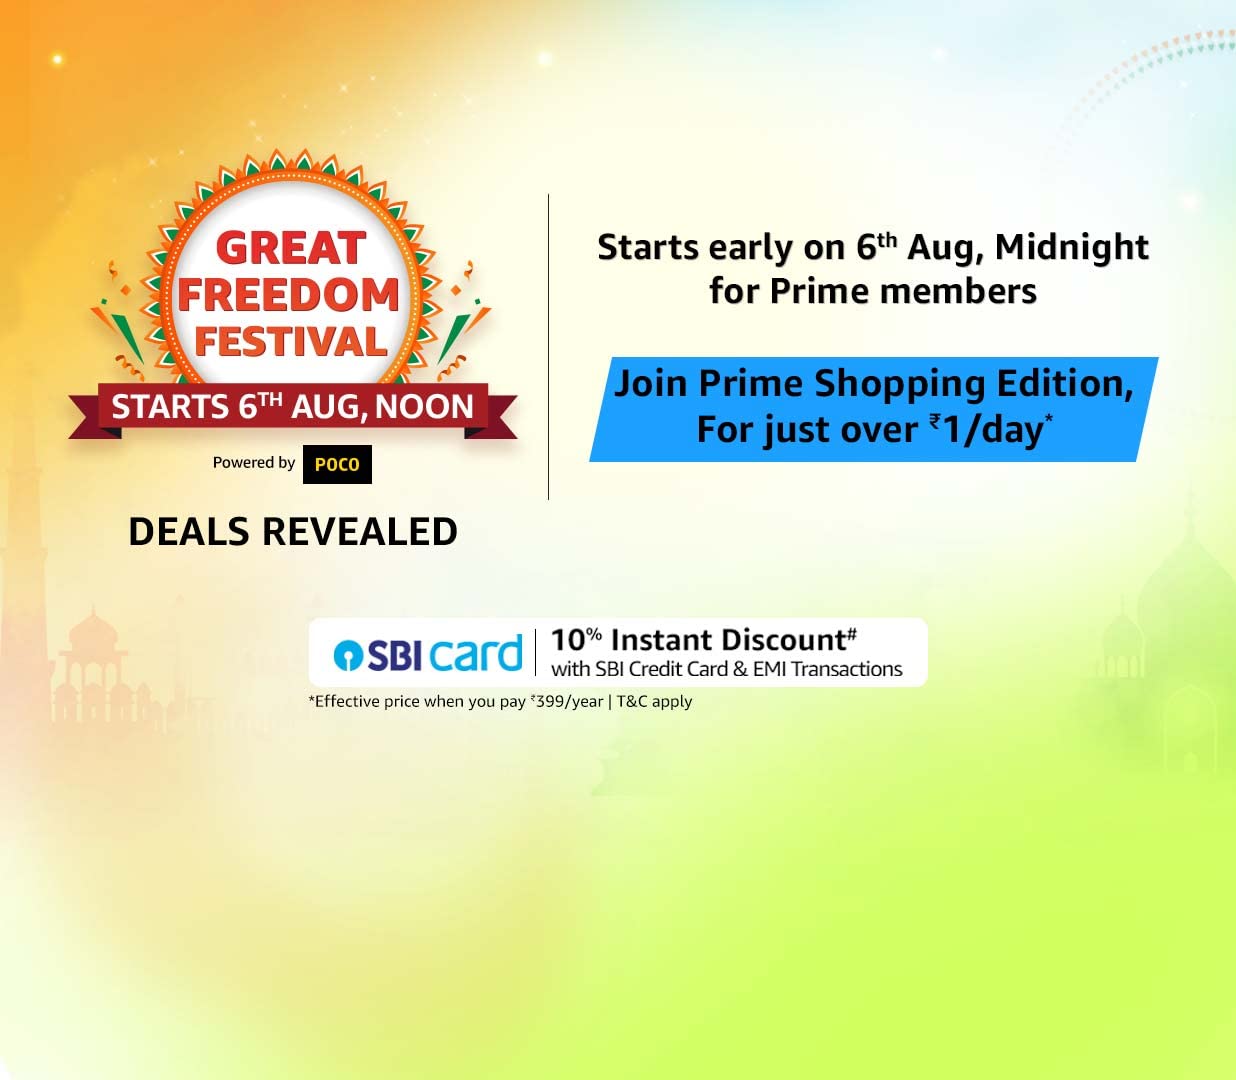 GREAT
FREEDOM
FESTIVAL
STARTS 6TH AUG, NOON
Powered by POCO
DEALS REVEALED
Starts early on 6th Aug, Midnight
for Prime members
Join Prime Shopping Edition,
For just over ₹1/day*
SBI card
10% Instant Discount#
with SBI Credit Card & EMI Transactions
*Effective price when you pay ₹399/year | T&C apply